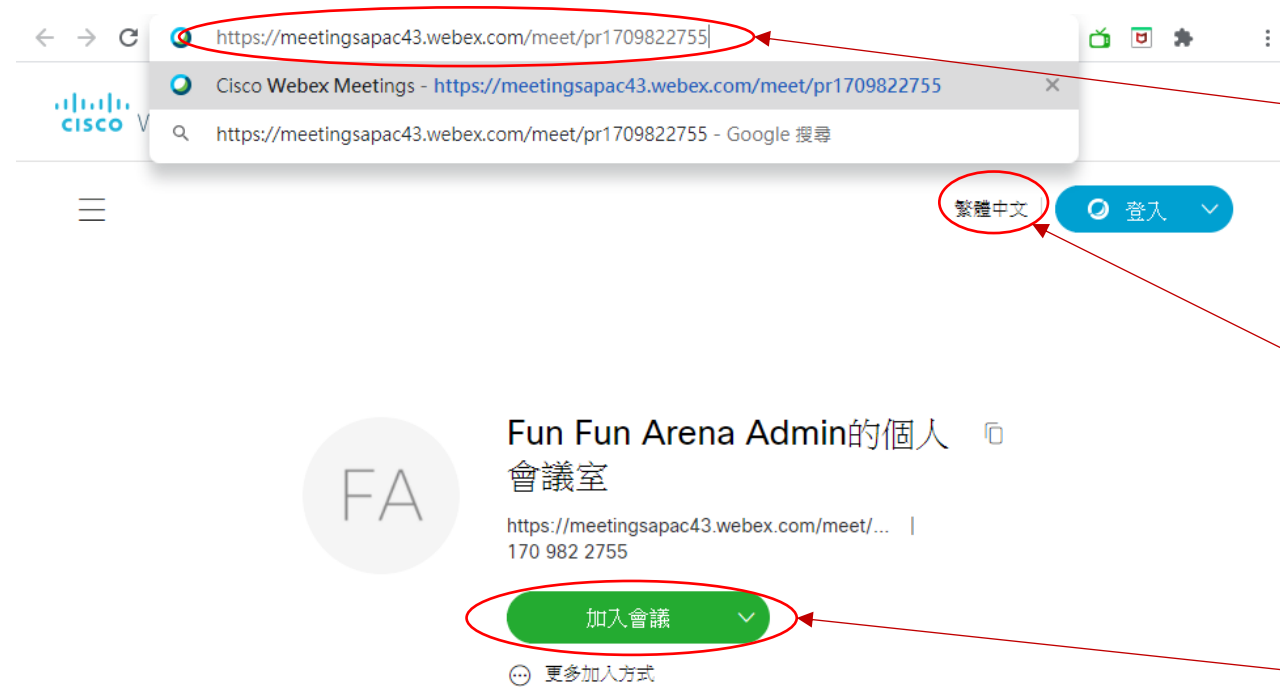 https://meetingsapac43.webex.com/meet/pr1709822755
Cisco Webex Meetings - https://meetingsapac43.webex.com/meet/pr1709822755
https://meetingsapac43.webex.com/meet/pr1709822755 - Google 搜尋
cisco
繁體中文
登入
FA
Fun Fun Arena Admin的個人
會議室
https://meetingsapac43.webex.com/meet/... |
170 982 2755
加入會議
更多加入方式